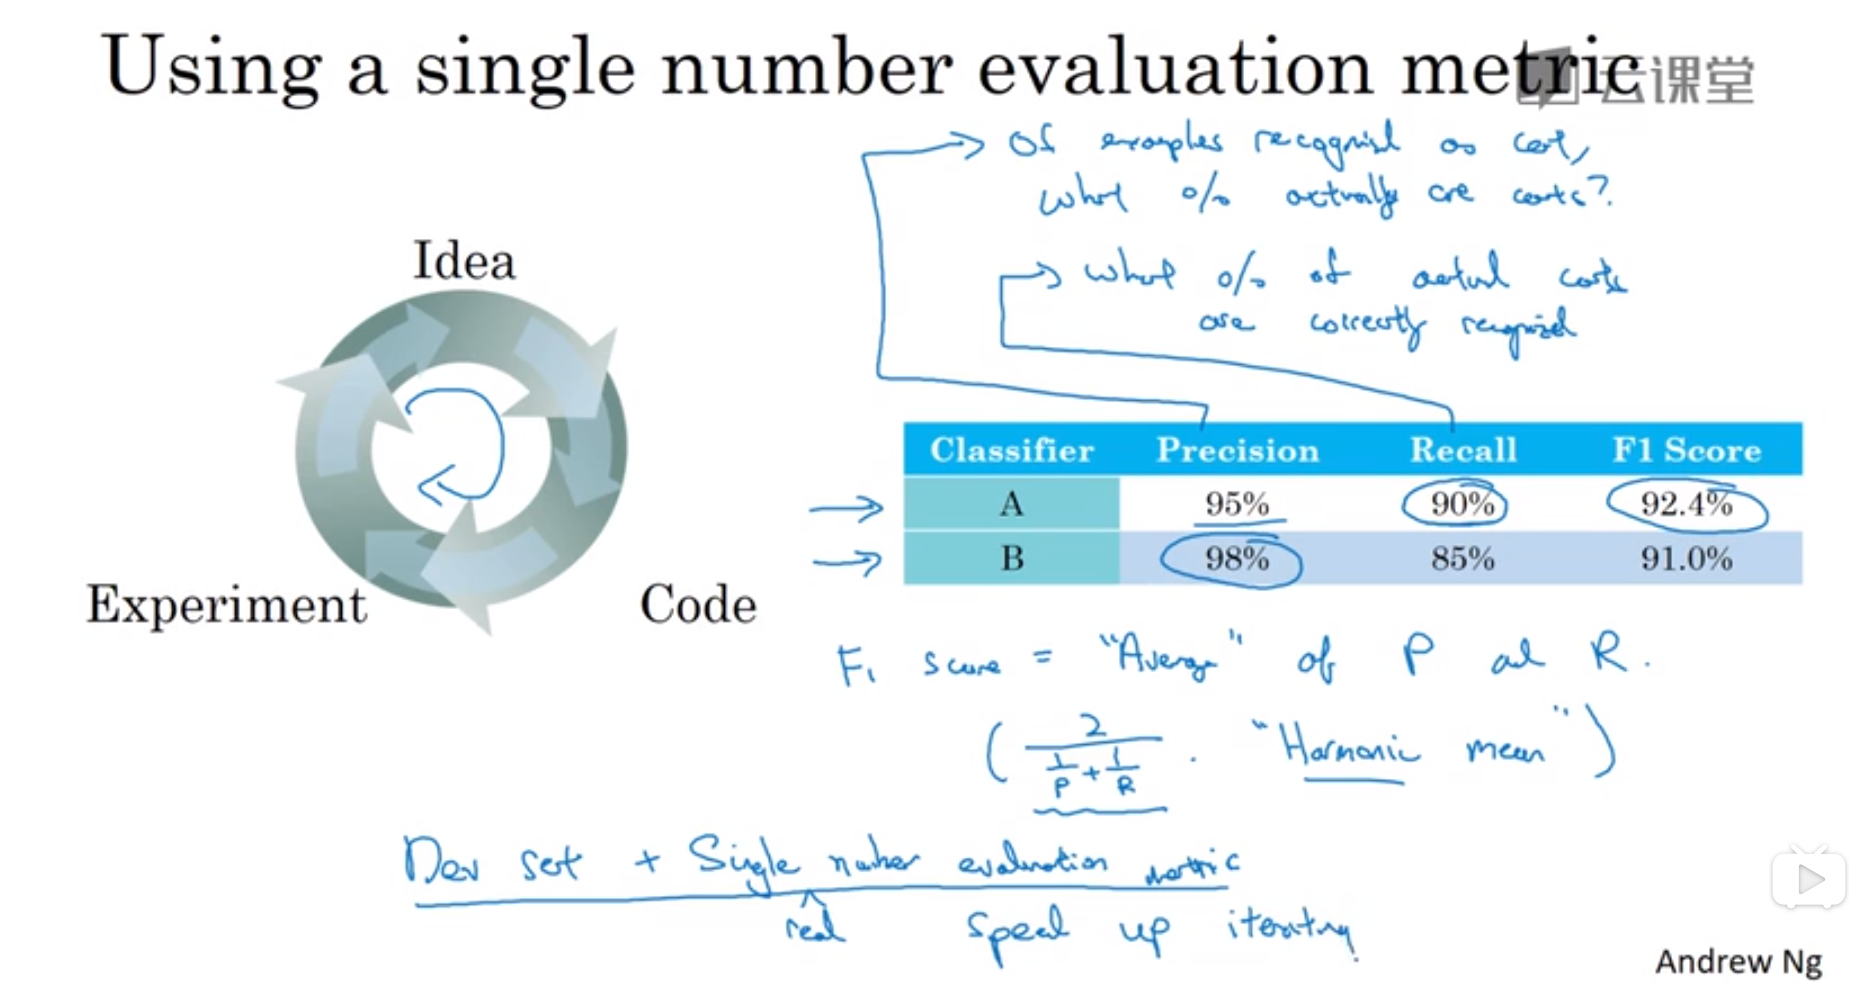 Using a single number evaluation metric
云课堂
Of examples recognized as cat,
what % actually are cats?
what % of actual cats
are correctly recognized
Idea
Experiment
Code
Classifier Precision Recall F1 Score
A 95% 90% 92.4%
B 98% 85% 91.0%
F₁ score = "Average" of P and R.
( 2 / (1/P + 1/R) . "Harmonic mean" )
Dev set + Single number evaluation metric
real speed up iterating
Andrew Ng